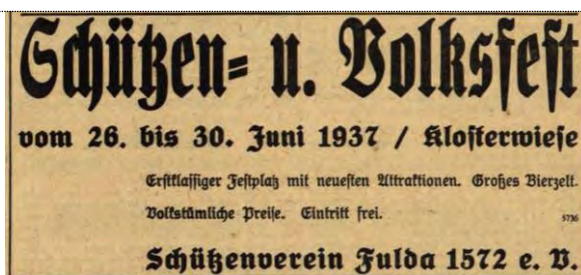 Schützen- u. Volksfest
vom 26. bis 30. Juni 1937 / Klosterwiese
Erstklassiger Festplatz mit neuesten Attraktionen. Großes Bierzelt.
Volkstümliche Preise. Eintritt frei. 5736
Schützenverein Fulda 1572 e. V.